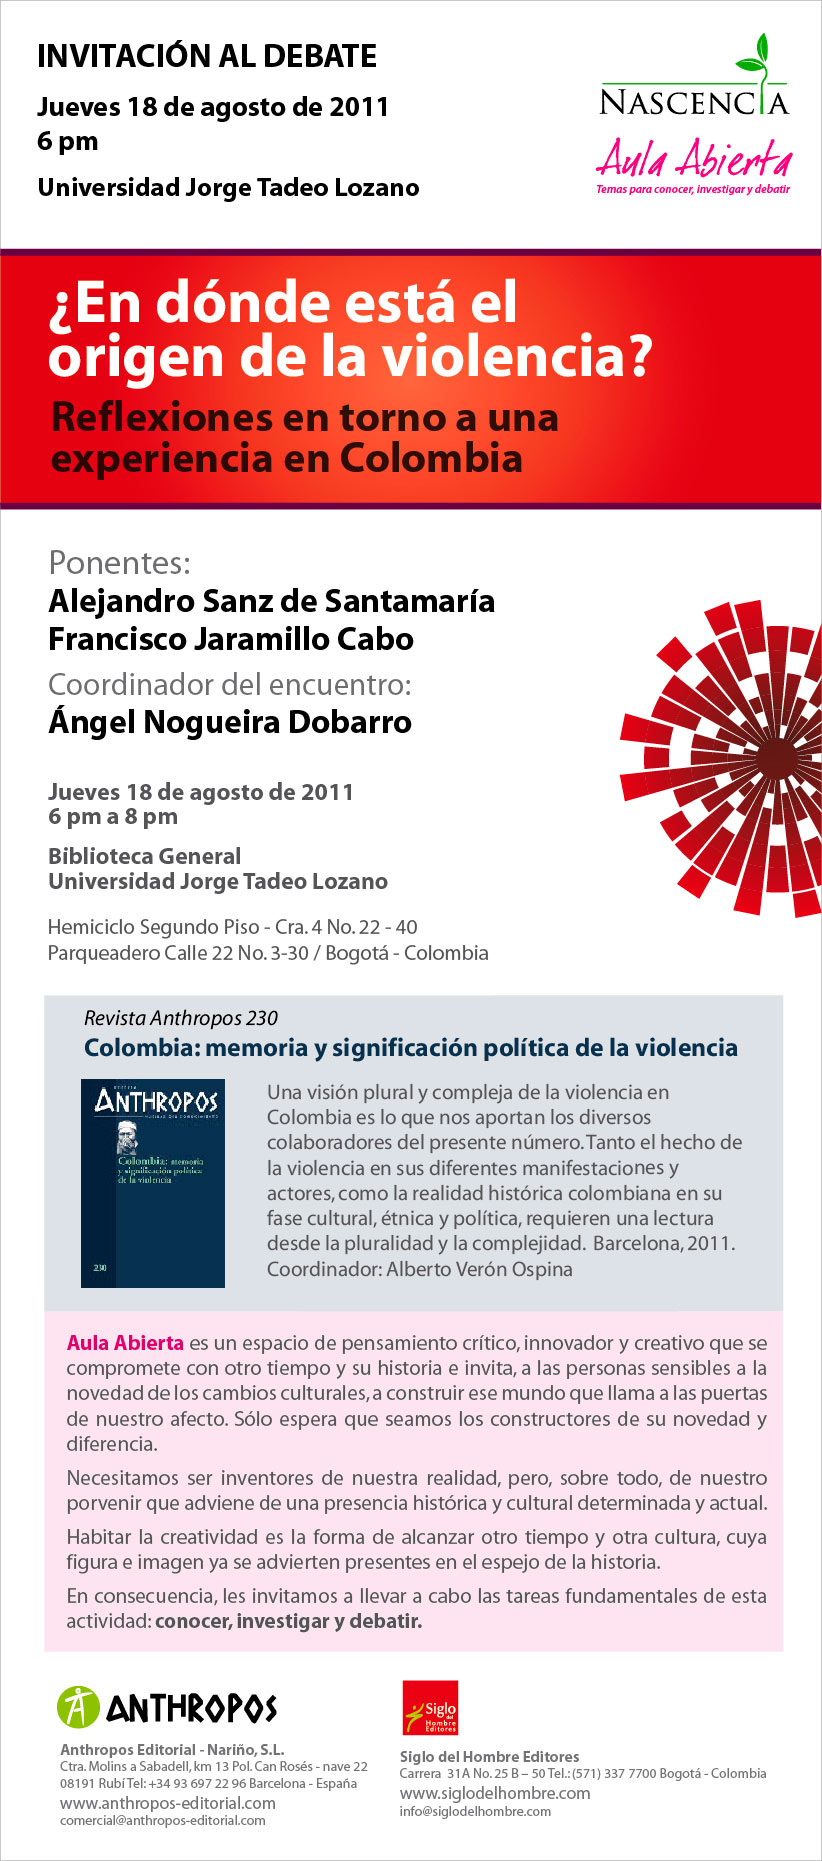 INVITACIÓN AL DEBATE
Jueves 18 de agosto de 2011
6 pm
Universidad Jorge Tadeo Lozano
NASCENCIA
Aula Abierta
Temas para conocer, investigar y debatir
¿En dónde está el
origen de la violencia?
Reflexiones en torno a una
experiencia en Colombia
Ponentes:
Alejandro Sanz de Santamaría
Francisco Jaramillo Cabo
Coordinador del encuentro:
Ángel Nogueira Dobarro
Jueves 18 de agosto de 2011
6 pm a 8 pm
Biblioteca General
Universidad Jorge Tadeo Lozano
Hemiciclo Segundo Piso - Cra. 4 No. 22 - 40
Parqueadero Calle 22 No. 3-30 / Bogotá - Colombia
Revista Anthropos 230
Colombia: memoria y significación política de la violencia
ANTHROPOS
Colombia: memoria
y significación política
de la violencia
230
Una visión plural y compleja de la violencia en
Colombia es lo que nos aportan los diversos
colaboradores del presente número. Tanto el hecho de
la violencia en sus diferentes manifestaciones y
actores, como la realidad histórica colombiana en su
fase cultural, étnica y política, requieren una lectura
desde la pluralidad y la complejidad. Barcelona, 2011.
Coordinador: Alberto Verón Ospina
Aula Abierta es un espacio de pensamiento crítico, innovador y creativo que se
compromete con otro tiempo y su historia e invita, a las personas sensibles a la
novedad de los cambios culturales, a construir ese mundo que llama a las puertas
de nuestro afecto. Sólo espera que seamos los constructores de su novedad y
diferencia.
Necesitamos ser inventores de nuestra realidad, pero, sobre todo, de nuestro
porvenir que adviene de una presencia histórica y cultural determinada y actual.
Habitar la creatividad es la forma de alcanzar otro tiempo y otra cultura, cuya
figura e imagen ya se advierten presentes en el espejo de la historia.
En consecuencia, les invitamos a llevar a cabo las tareas fundamentales de esta
actividad: conocer, investigar y debatir.
ANTHROPOS
Anthropos Editorial - Nariño, S.L.
Ctra. Molins a Sabadell, km 13 Pol. Can Rosés - nave 22
08191 Rubí Tel: +34 93 697 22 96 Barcelona - España
www.anthropos-editorial.com
comercial@anthropos-editorial.com
Siglo
del
Hombre
Editores
Siglo del Hombre Editores
Carrera 31A No. 25 B – 50 Tel.: (571) 337 7700 Bogotá - Colombia
www.siglodelhombre.com
info@siglodelhombre.com